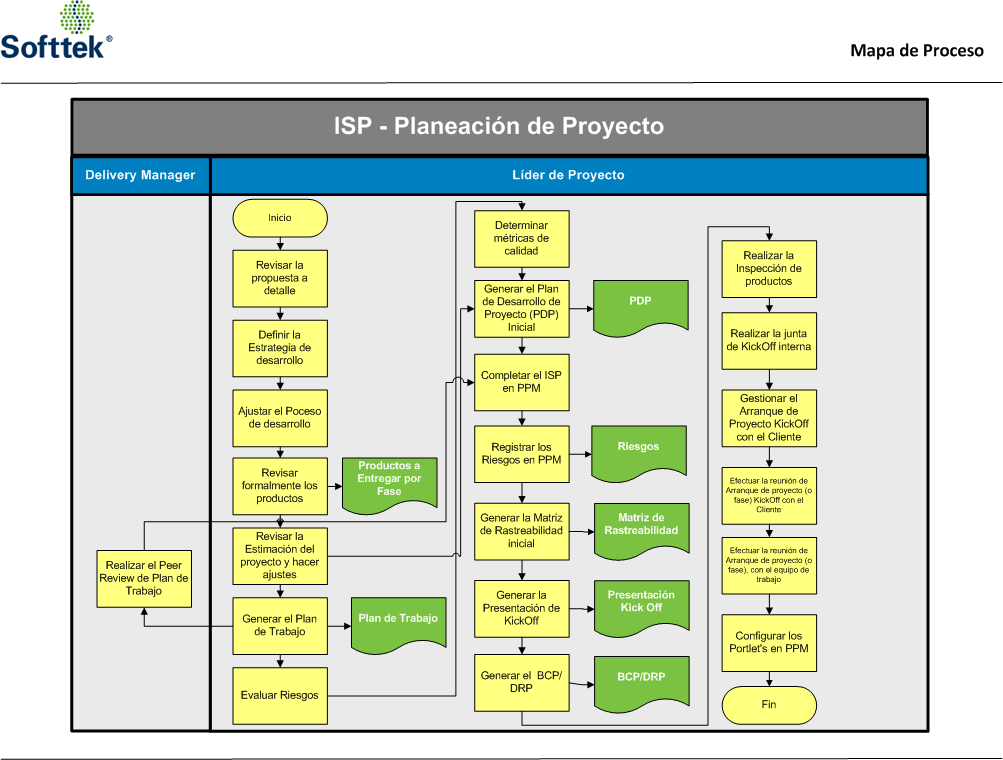 Softtek®
Mapa de Proceso
ISP - Planeación de Proyecto
Delivery Manager
Líder de Proyecto
Inicio
Revisar la
propuesta a
detalle
Definir la
Estrategia de
desarrollo
Ajustar el Poceso
de desarrollo
Revisar
formalmente los
productos
Productos a
Entregar por
Fase
Revisar la
Estimación del
proyecto y hacer
ajustes
Realizar el Peer
Review de Plan de
Trabajo
Generar el Plan
de Trabajo
Plan de Trabajo
Evaluar Riesgos
Determinar
métricas de
calidad
Generar el Plan
de Desarrollo de
Proyecto (PDP)
Inicial
PDP
Completar el ISP
en PPM
Registrar los
Riesgos en PPM
Riesgos
Generar la Matriz
de Rastreabilidad
inicial
Matriz de
Rastreabilidad
Generar la
Presentación de
KickOff
Presentación
Kick Off
Generar el BCP/
DRP
BCP/DRP
Realizar la
Inspección de
productos
Realizar la junta
de KickOff interna
Gestionar el
Arranque de
Proyecto KickOff
con el Cliente
Efectuar la reunión de
Arranque de proyecto (o
fase) KickOff con el
Cliente
Efectuar la reunión de
Arranque de proyecto (o
fase), con el equipo de
trabajo
Configurar los
Portlet's en PPM
Fin